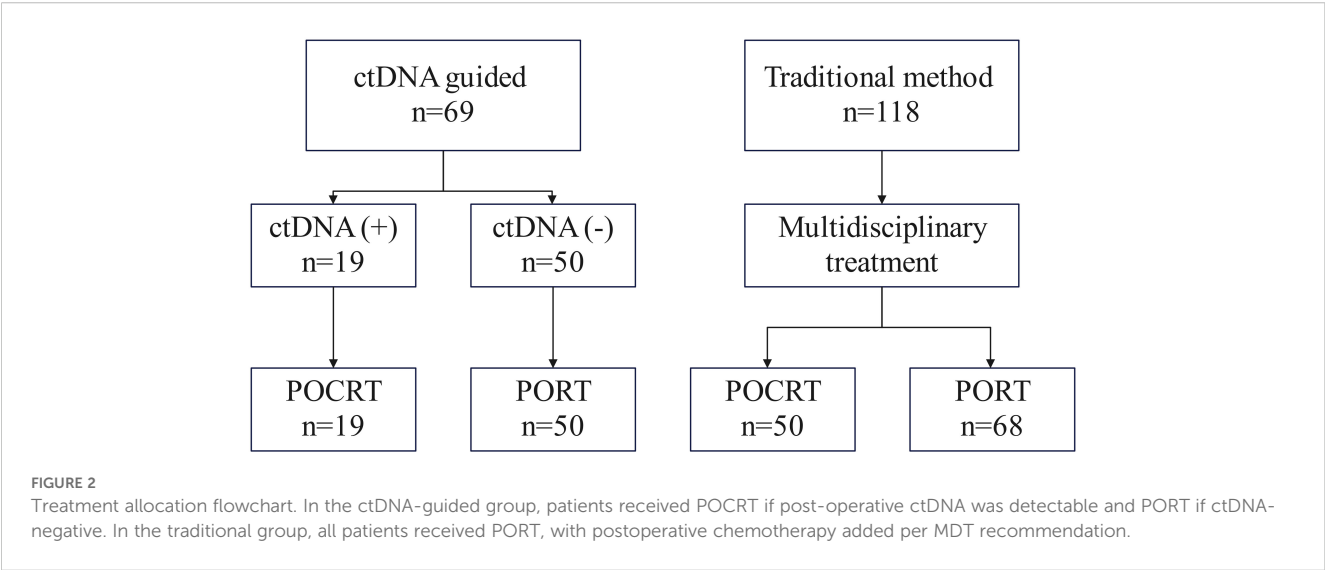 ctDNA guided
n=69
Traditional method
n=118
ctDNA (+)
n=19
ctDNA (-)
n=50
Multidisciplinary
treatment
POCRT
n=19
PORT
n=50
POCRT
n=50
PORT
n=68
FIGURE 2
Treatment allocation flowchart. In the ctDNA-guided group, patients received POCRT if post-operative ctDNA was detectable and PORT if ctDNA-
negative. In the traditional group, all patients received PORT, with postoperative chemotherapy added per MDT recommendation.